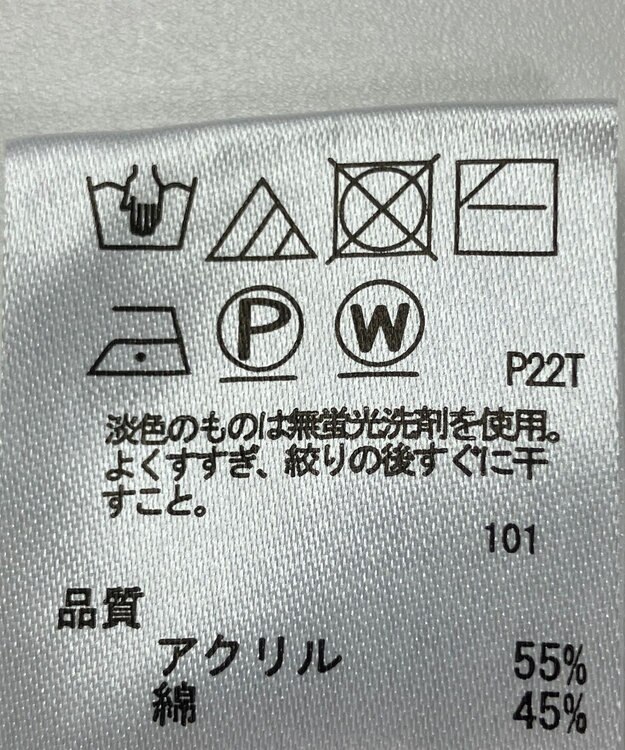 P W
P22T
淡色のものは無蛍光洗剤を使用。
よくすすぎ、絞りの後すぐに干
すこと。
101
品質
アクリル 55%
綿 45%